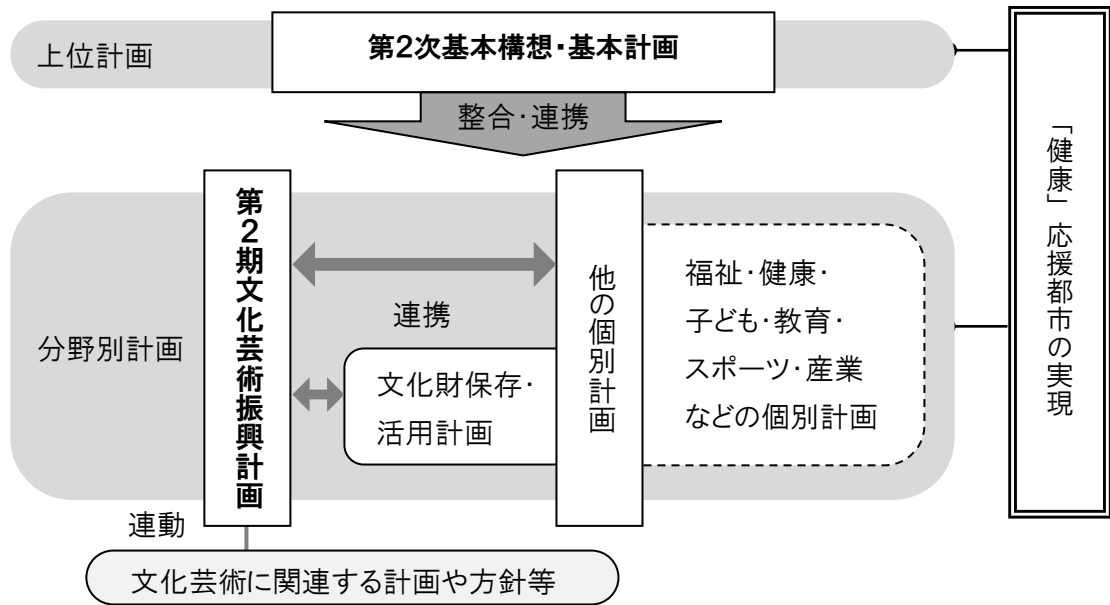 上位計画
第2次基本構想・基本計画
整合・連携
「健康」応援都市の実現
分野別計画
第2期文化芸術振興計画
連携
文化財保存・
活用計画
他の個別計画
福祉・健康・
子ども・教育・
スポーツ・産業
などの個別計画
連動
文化芸術に関連する計画や方針等